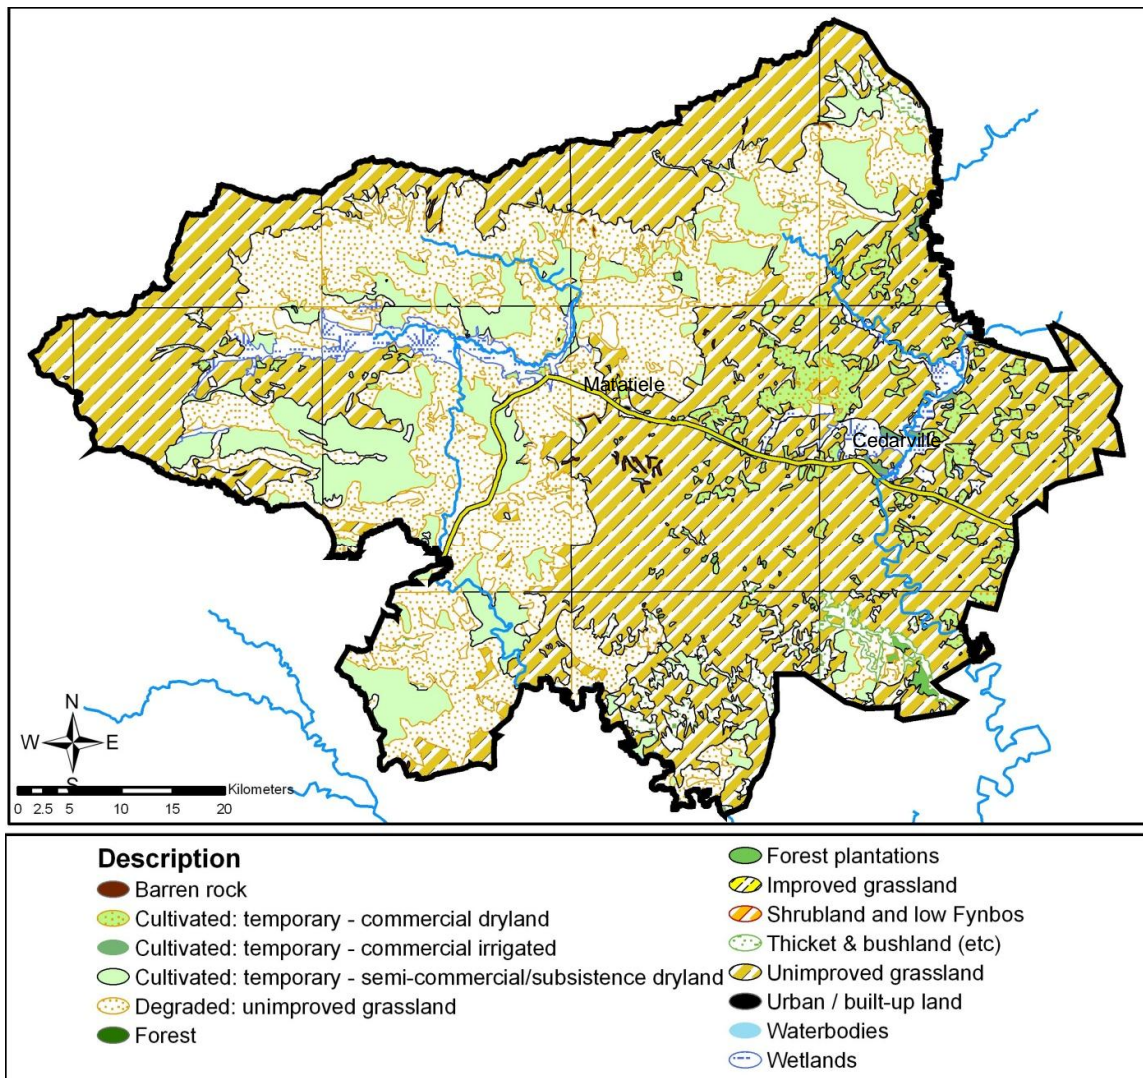 Matatiele
Cedarville
N
W E
S
Kilometers
0 2.5 5 10 15 20
Description
Barren rock
Cultivated: temporary - commercial dryland
Cultivated: temporary - commercial irrigated
Cultivated: temporary - semi-commercial/subsistence dryland
Degraded: unimproved grassland
Forest
Forest plantations
Improved grassland
Shrubland and low Fynbos
Thicket & bushland (etc)
Unimproved grassland
Urban / built-up land
Waterbodies
Wetlands